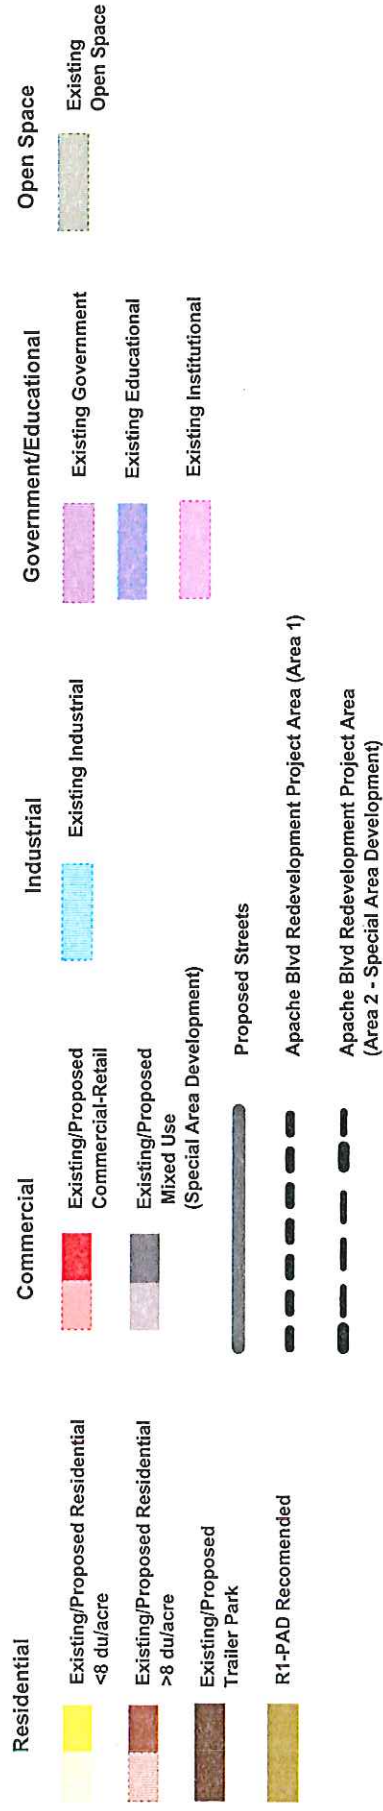 Residential
Existing/Proposed Residential
<8 du/acre
Existing/Proposed Residential
>8 du/acre
Existing/Proposed
Trailer Park
R1-PAD Recomended
Commercial
Existing/Proposed
Commercial-Retail
Existing/Proposed
Mixed Use
(Special Area Development)
Industrial
Existing Industrial
Government/Educational
Existing Government
Existing Educational
Existing Institutional
Open Space
Existing
Open Space
Proposed Streets
Apache Blvd Redevelopment Project Area (Area 1)
Apache Blvd Redevelopment Project Area
(Area 2 - Special Area Development)